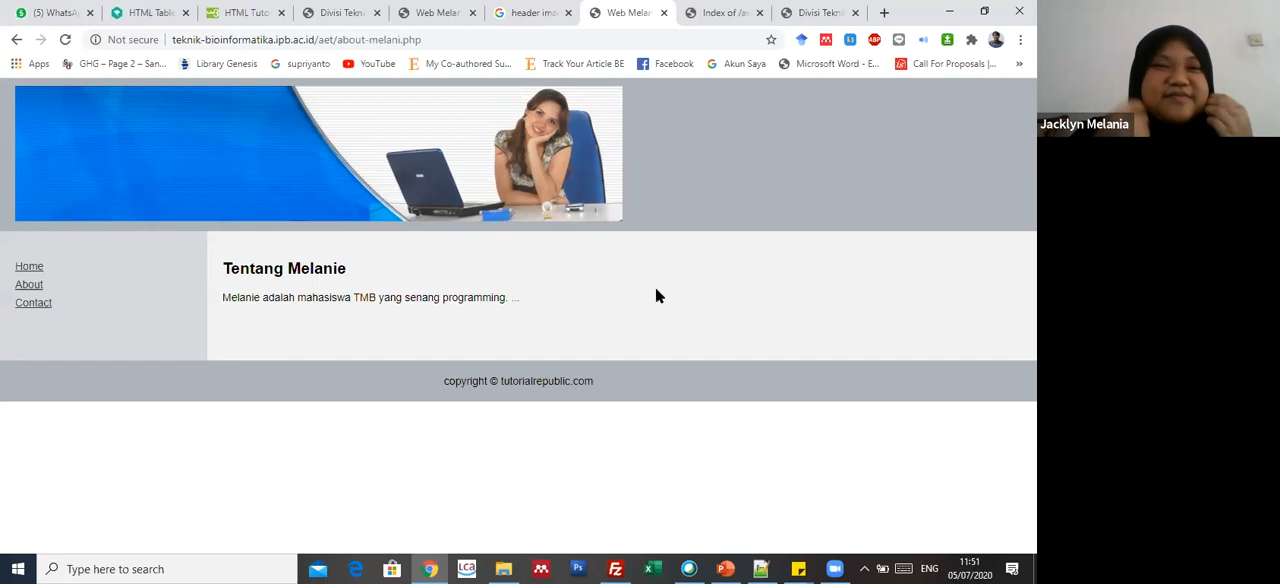 (5) WhatsA
HTML Table
HTML Tuto
Divisi Tekni
Web Melan
header ima
Web Melan
Index of /a
Divisi Tekni
Not secure
teknik-bioinformatika.ipb.ac.id/aet/about-melani.php
Apps
GHG – Page 2 – San...
Library Genesis
supriyanto
YouTube
My Co-authored Su...
Track Your Article BE
Facebook
Akun Saya
Microsoft Word - E...
Call For Proposals |...
Jacklyn Melania
Home
About
Contact
Tentang Melanie
Melanie adalah mahasiswa TMB yang senang programming. ...
copyright © tutorialrepublic.com
Type here to search
LCA
ENG
11:51
05/07/2020